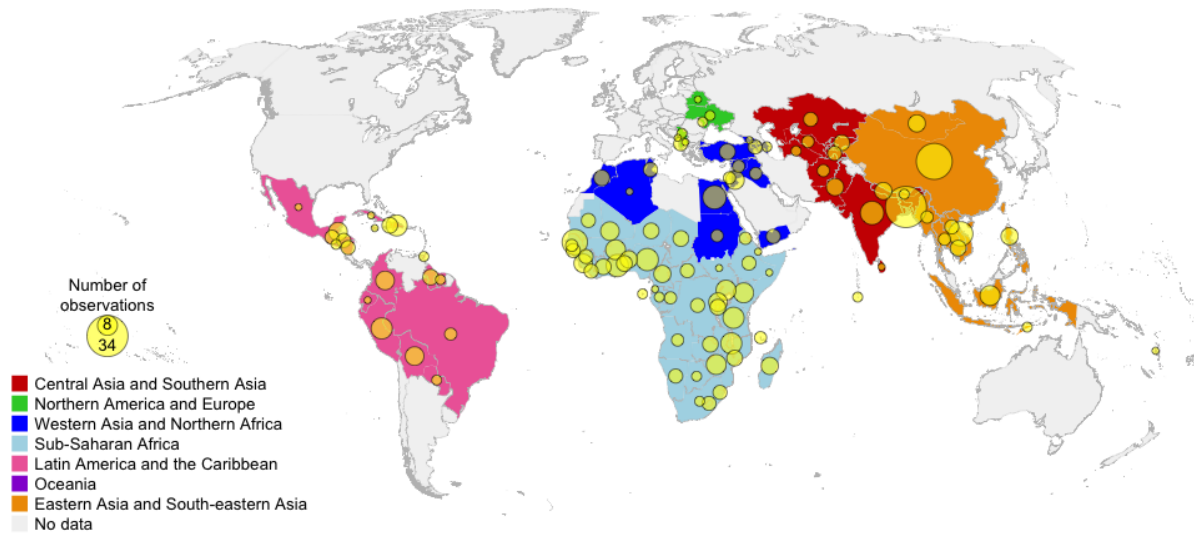 Number of
observations
8
34
Central Asia and Southern Asia
Northern America and Europe
Western Asia and Northern Africa
Sub-Saharan Africa
Latin America and the Caribbean
Oceania
Eastern Asia and South-eastern Asia
No data